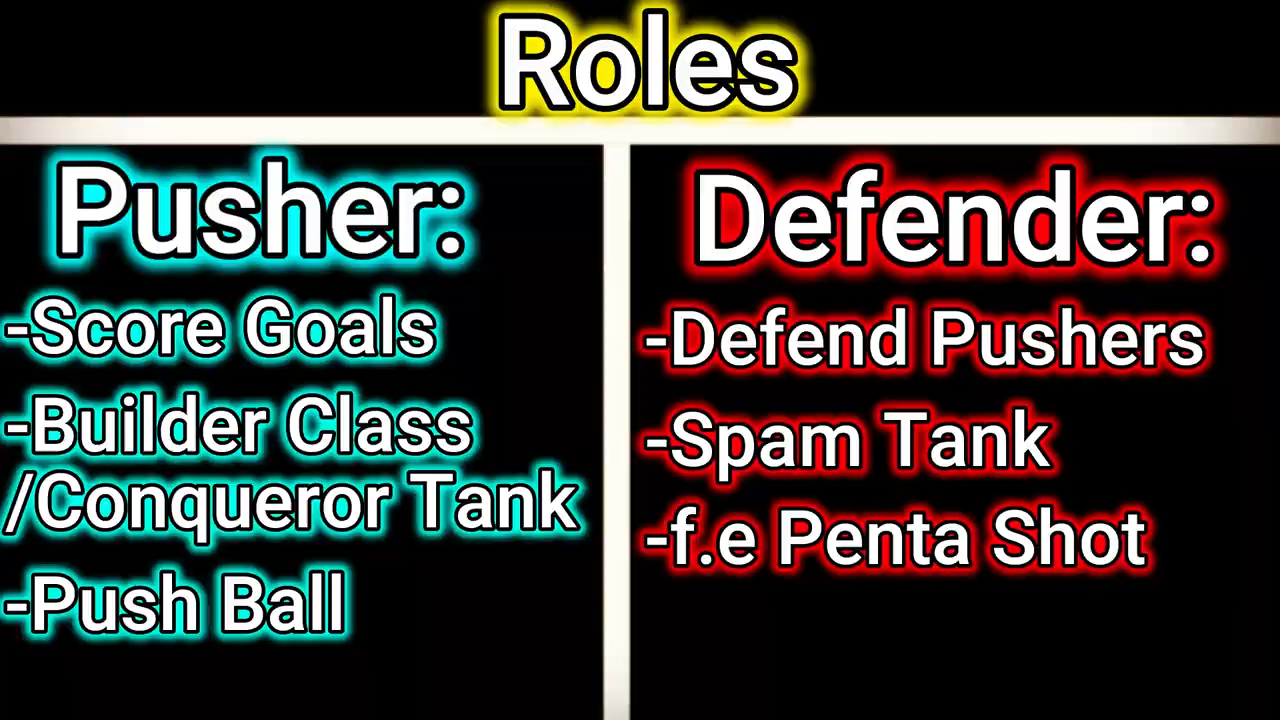 Roles
Pusher:
-Score Goals
-Builder Class
/Conqueror Tank
-Push Ball
Defender:
-Defend Pushers
-Spam Tank
-f.e Penta Shot